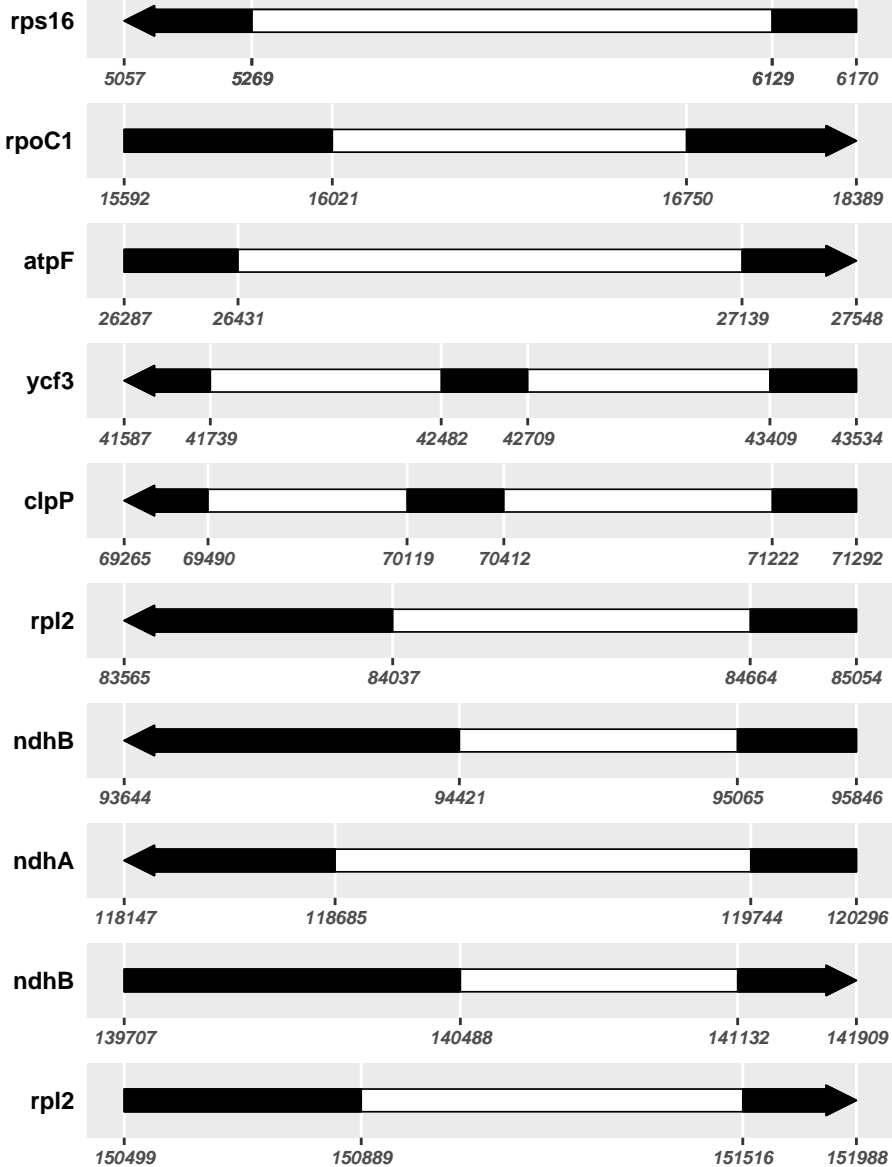 rps16
5057 5269 6129 6170
rpoC1
15592 16021 16750 18389
atpF
26287 26431 27139 27548
ycf3
41587 41739 42482 42709 43409 43534
clpP
69265 69490 70119 70412 71222 71292
rpl2
83565 84037 84664 85054
ndhB
93644 94421 95065 95846
ndhA
118147 118685 119744 120296
ndhB
139707 140488 141132 141909
rpl2
150499 150889 151516 151988